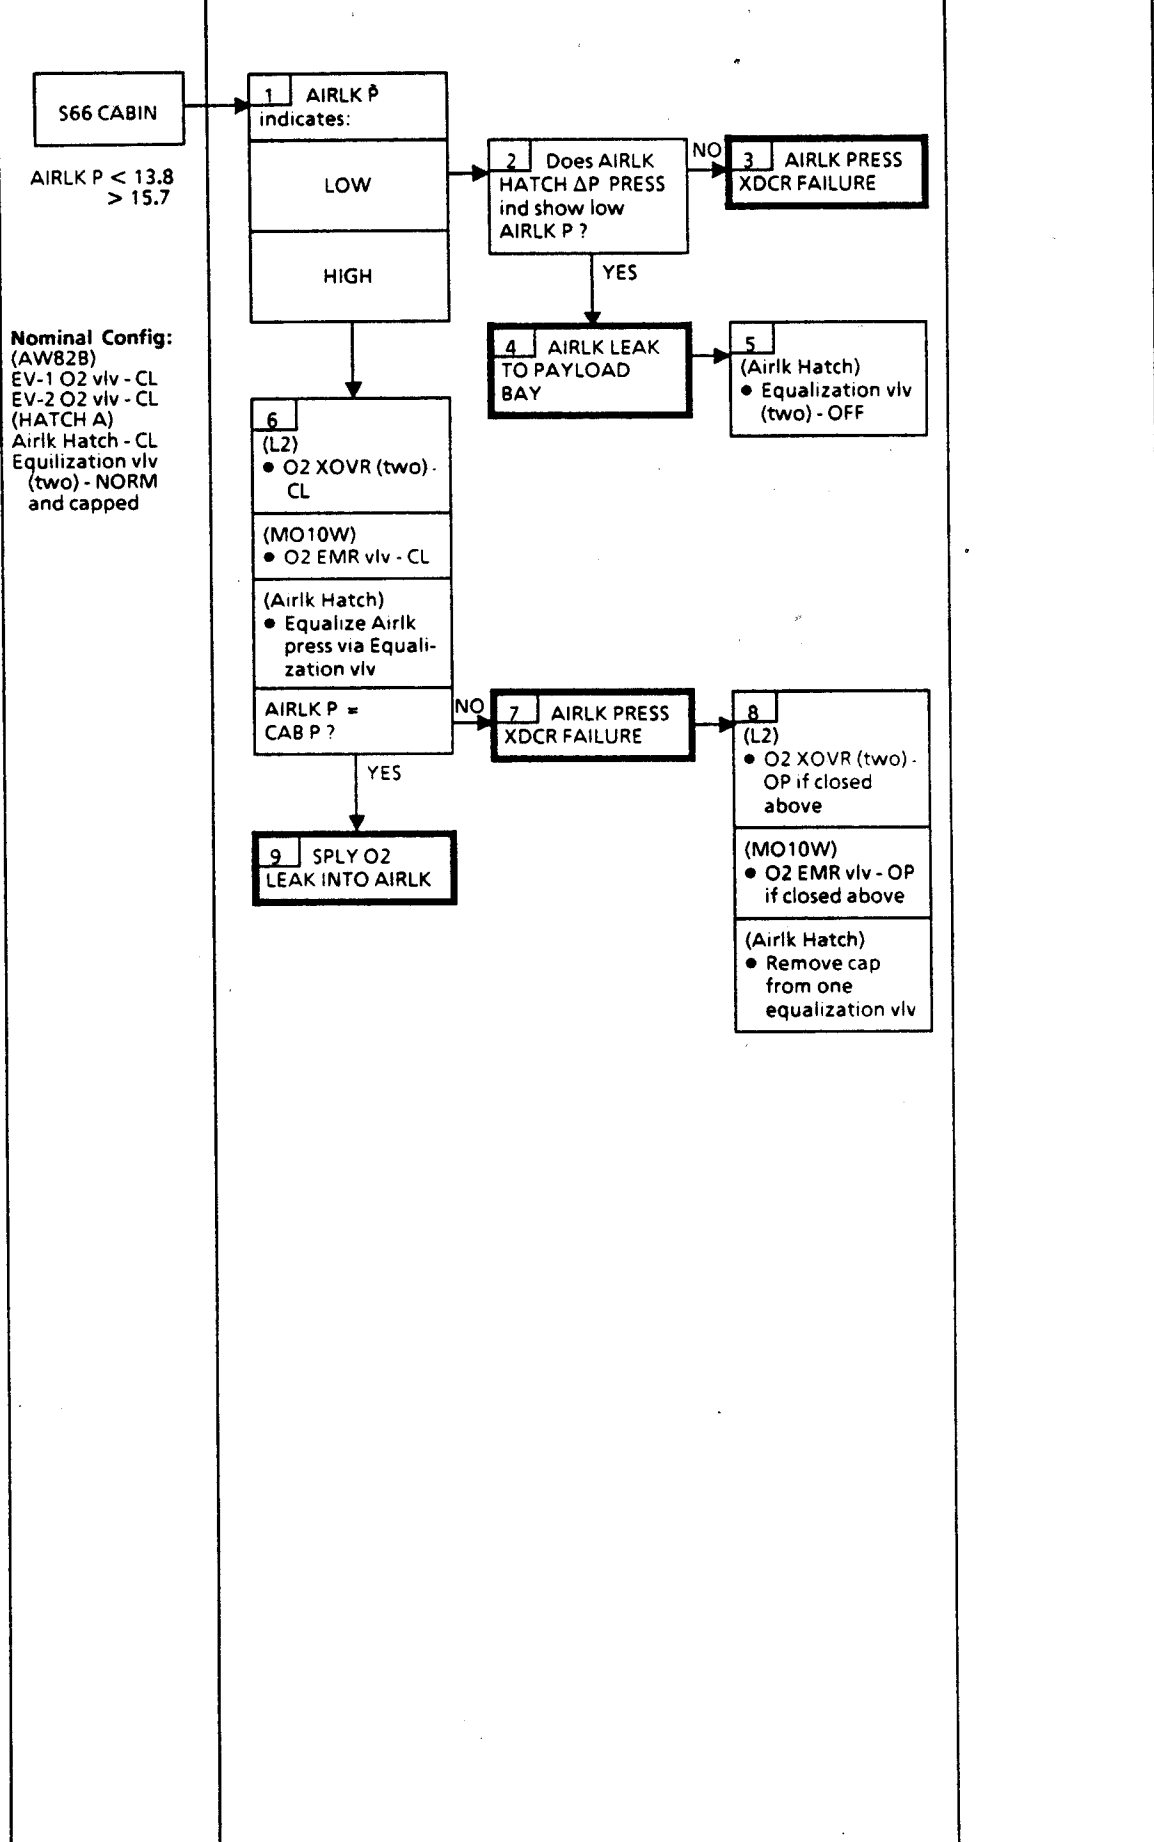 S66 CABIN
AIRLK P < 13.8
> 15.7
Nominal Config:
(AW82B)
EV-1 O2 vlv - CL
EV-2 O2 vlv - CL
(HATCH A)
Airlk Hatch - CL
Equilization vlv
(two) - NORM
and capped
1 AIRLK P
indicates:
LOW
HIGH
2 Does AIRLK
HATCH ΔP PRESS
ind show low
AIRLK P ?
NO
3 AIRLK PRESS
XDCR FAILURE
YES
4 AIRLK LEAK
TO PAYLOAD
BAY
5
(Airlk Hatch)
● Equalization vlv
(two) - OFF
6
(L2)
● O2 XOVR (two) -
CL
(MO10W)
● O2 EMR vlv - CL
(Airlk Hatch)
● Equalize Airlk
press via Equali-
zation vlv
AIRLK P =
CAB P ?
NO
7 AIRLK PRESS
XDCR FAILURE
8
(L2)
● O2 XOVR (two) -
OP if closed
above
(MO10W)
● O2 EMR vlv - OP
if closed above
(Airlk Hatch)
● Remove cap
from one
equalization vlv
YES
9 SPLY O2
LEAK INTO AIRLK